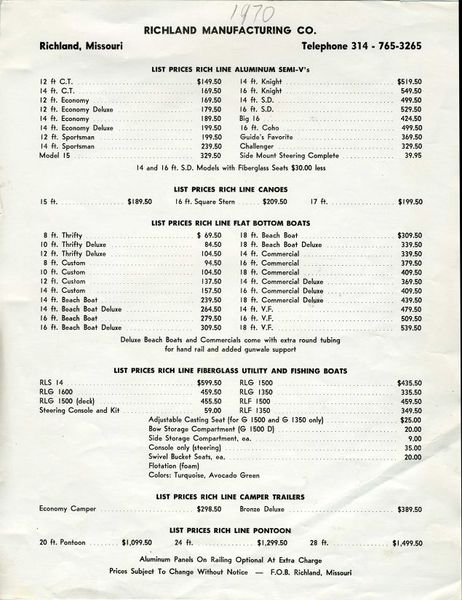 1970
RICHLAND MANUFACTURING CO.
Richland, Missouri Telephone 314 - 765-3265
LIST PRICES RICH LINE ALUMINUM SEMI-V's
12 ft C.T. $149.50 14 ft. Knight $519.50
14 ft. C.T. 169.50 16 ft. Knight 549.50
12 ft. Economy 169.50 14 ft. S.D. 499.50
12 ft. Economy Deluxe 179.50 16 ft. S.D. 529.50
14 ft. Economy 189.50 Big 16 424.50
14 ft. Economy Deluxe 199.50 16 ft. Coho 499.50
12 ft. Sportsman 199.50 Guide's Favorite 369.50
14 ft. Sportsman 239.50 Challenger 329.50
Model 15 329.50 Side Mount Steering Complete 39.95
14 and 16 ft. S.D. Models with Fiberglass Seats $30.00 less
LIST PRICES RICH LINE CANOES
15 ft. $189.50 16 ft. Square Stern $209.50 17 ft. $199.50
LIST PRICES RICH LINE FLAT BOTTOM BOATS
8 ft. Thrifty $ 69.50 18 ft. Beach Boat $309.50
10 ft. Thrifty Deluxe 84.50 18 ft. Beach Boat Deluxe 339.50
12 ft. Thrifty Deluxe 104.50 14 ft. Commercial 339.50
8 ft. Custom 94.50 16 ft. Commercial 379.50
10 ft. Custom 104.50 18 ft. Commercial 409.50
12 ft. Custom 137.50 14 ft. Commercial Deluxe 369.50
14 ft. Custom 157.50 16 ft. Commercial Deluxe 409.50
14 ft. Beach Boat 239.50 18 ft. Commercial Deluxe 439.50
14 ft. Beach Boat Deluxe 264.50 14 ft. V.F. 479.50
16 ft. Beach Boat 279.50 16 ft. V.F. 509.50
16 ft. Beach Boat Deluxe 309.50 18 ft. V.F. 539.50
Deluxe Beach Boats and Commercials come with extra round tubing
for hand rail and added gunwale support
LIST PRICES RICH LINE FIBERGLASS UTILITY AND FISHING BOATS
RLS 14 $599.50 RLG 1500 $435.50
RLG 1600 459.50 RLG 1350 335.50
RLG 1500 (deck) 455.50 RLF 1500 459.50
Steering Console and Kit 59.00 RLF 1350 349.50
Adjustable Casting Seat (for G 1500 and G 1350 only) $25.00
Bow Storage Compartment (G 1500 D) 20.00
Side Storage Compartment, ea. 9.00
Console only (steering) 35.00
Swivel Bucket Seats, ea. 20.00
Flotation (foam)
Colors: Turquoise, Avocado Green
LIST PRICES RICH LINE CAMPER TRAILERS
Economy Camper $298.50 Bronze Deluxe $389.50
LIST PRICES RICH LINE PONTOON
20 ft. Pontoon $1,099.50 24 ft. $1,299.50 28 ft. $1,499.50
Aluminum Panels On Railing Optional At Extra Charge
Prices Subject To Change Without Notice — F.O.B. Richland, Missouri